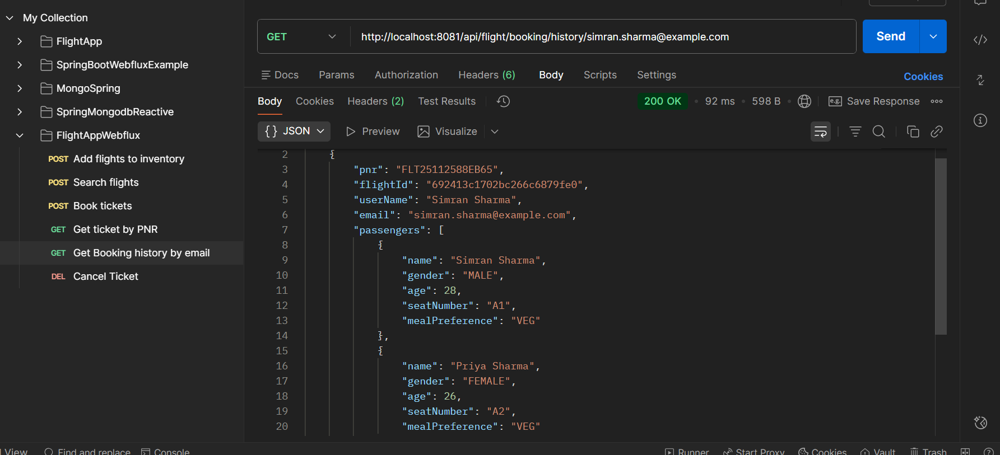 My Collection
FlightApp
SpringBootWebfluxExample
MongoSpring
SpringMongodbReactive
FlightAppWebflux
POST Add flights to inventory
POST Search flights
POST Book tickets
GET Get ticket by PNR
GET Get Booking history by email
DEL Cancel Ticket
GET http://localhost:8081/api/flight/booking/history/simran.sharma@example.com Send
Docs Params Authorization Headers (6) Body Scripts Settings Cookies
Body Cookies Headers (2) Test Results 200 OK • 92 ms • 598 B • e.g. Save Response
{} JSON Preview Visualize
2 {
3 "pnr": "FLT25112588EB65",
4 "flightId": "692413c1702bc266c6879fe0",
5 "userName": "Simran Sharma",
6 "email": "simran.sharma@example.com",
7 "passengers": [
8 {
9 "name": "Simran Sharma",
10 "gender": "MALE",
11 "age": 28,
12 "seatNumber": "A1",
13 "mealPreference": "VEG"
14 },
15 {
16 "name": "Priya Sharma",
17 "gender": "FEMALE",
18 "age": 26,
19 "seatNumber": "A2",
20 "mealPreference": "VEG"
View Find and replace Console Runner Start Proxy Cookies Vault Trash